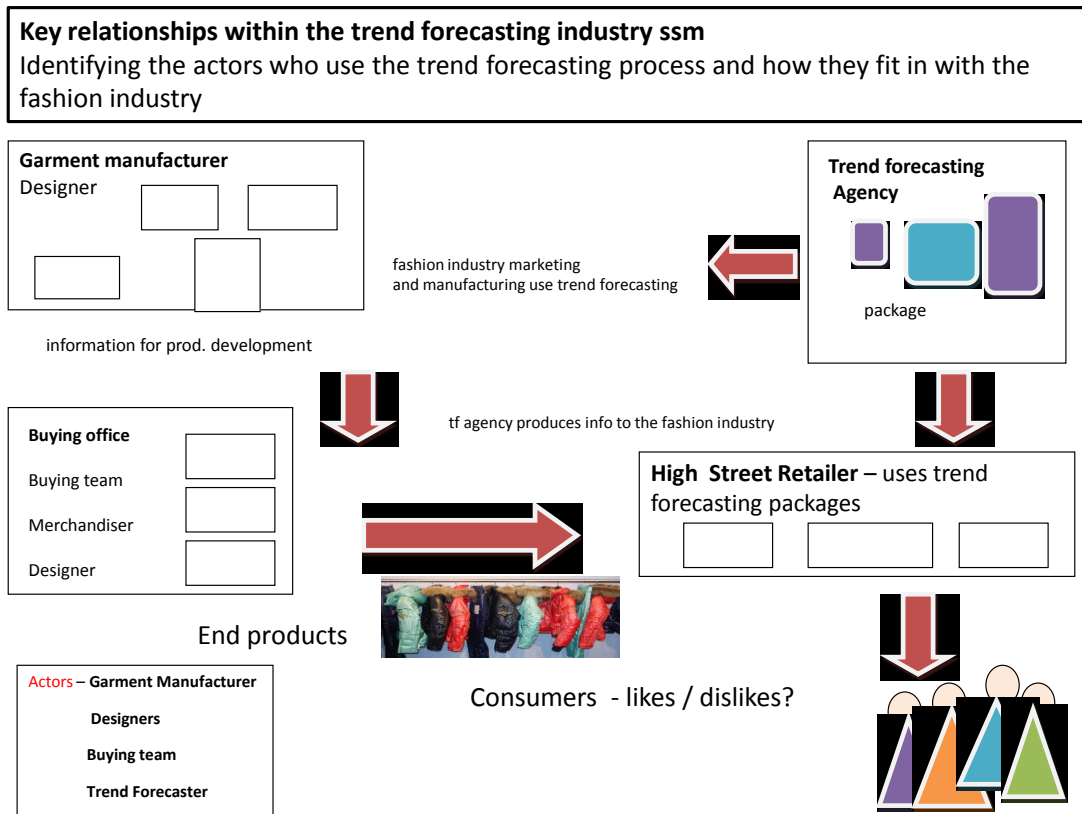 Key relationships within the trend forecasting industry ssm
Identifying the actors who use the trend forecasting process and how they fit in with the
fashion industry
Garment manufacturer
Designer
Trend forecasting
Agency
package
fashion industry marketing
and manufacturing use trend forecasting
information for prod. development
tf agency produces info to the fashion industry
Buying office
Buying team
Merchandiser
Designer
High Street Retailer – uses trend
forecasting packages
End products
Consumers - likes / dislikes?
Actors – Garment Manufacturer
Designers
Buying team
Trend Forecaster